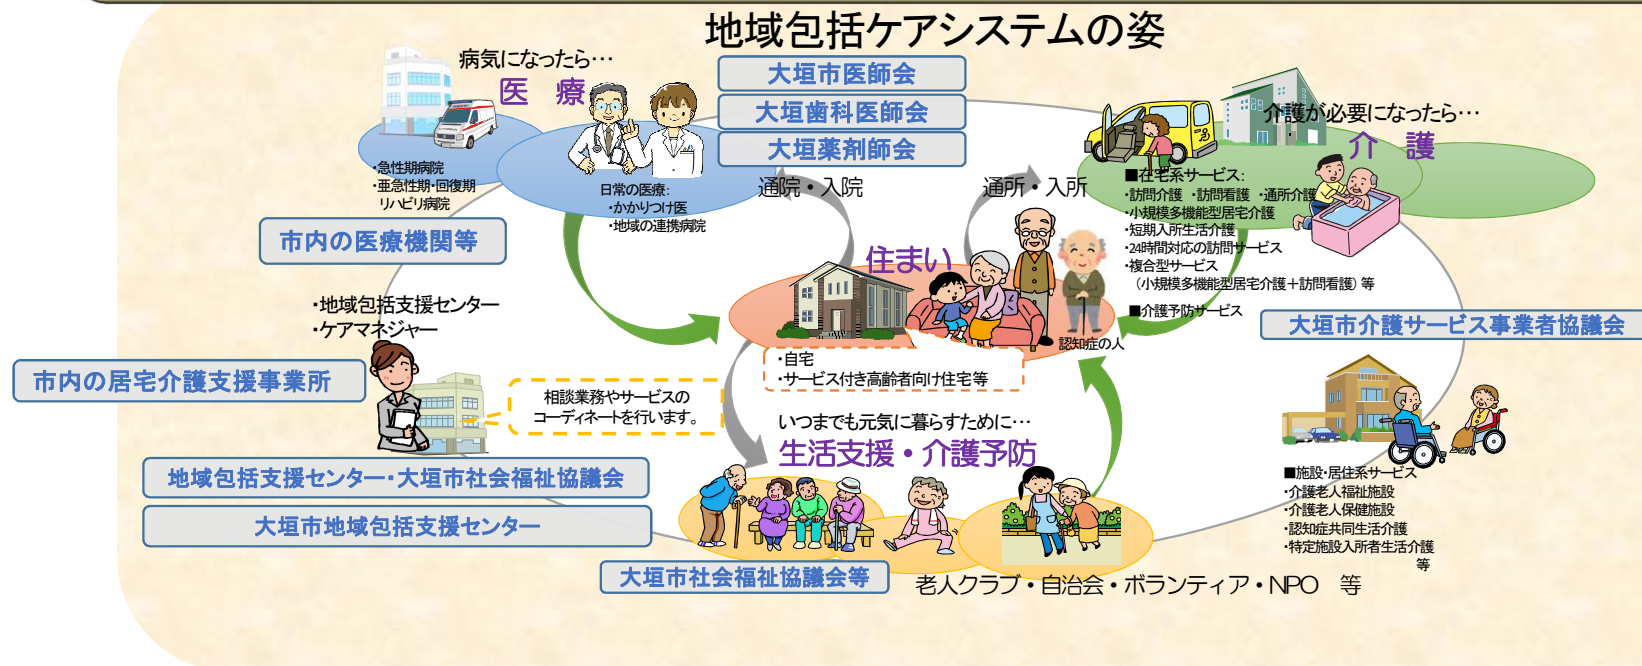 地域包括ケアシステムの姿
病気になったら…
医 療
大垣市医師会
大垣歯科医師会
大垣薬剤師会
・急性期病院
・亜急性期・回復期
リハビリ病院
日常の医療:
・かかりつけ医
・地域の連携病院
市内の医療機関等
通院・入院
通所・入所
介護が必要になったら…
介 護
■在宅系サービス:
・訪問介護 ・訪問看護 ・通所介護
・小規模多機能型居宅介護
・短期入所生活介護
・24時間対応の訪問サービス
・複合型サービス
(小規模多機能型居宅介護+訪問看護)等
■介護予防サービス
大垣市介護サービス事業者協議会
住まい
認知症の人
・自宅
・サービス付き高齢者向け住宅等
・地域包括支援センター
・ケアマネジャー
市内の居宅介護支援事業所
相談業務やサービスの
コーディネートを行います。
地域包括支援センター・大垣市社会福祉協議会
大垣市地域包括支援センター
いつまでも元気に暮らすために…
生活支援・介護予防
大垣市社会福祉協議会等
老人クラブ・自治会・ボランティア・NPO 等
■施設・居住系サービス
・介護老人福祉施設
・介護老人保健施設
・認知症共同生活介護
・特定施設入所者生活介護
等